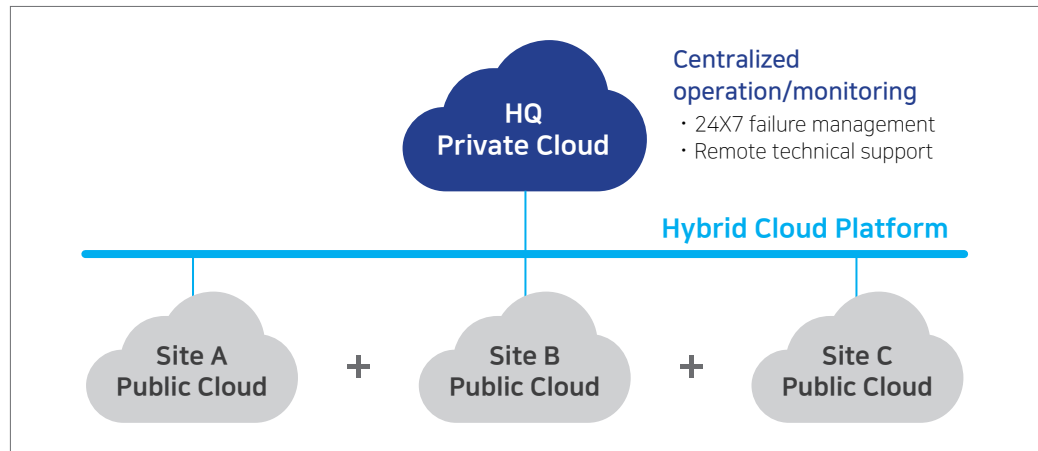 HQ
Private Cloud
Centralized
operation/monitoring
· 24X7 failure management
· Remote technical support
Hybrid Cloud Platform
Site A
Public Cloud
+
Site B
Public Cloud
+
Site C
Public Cloud